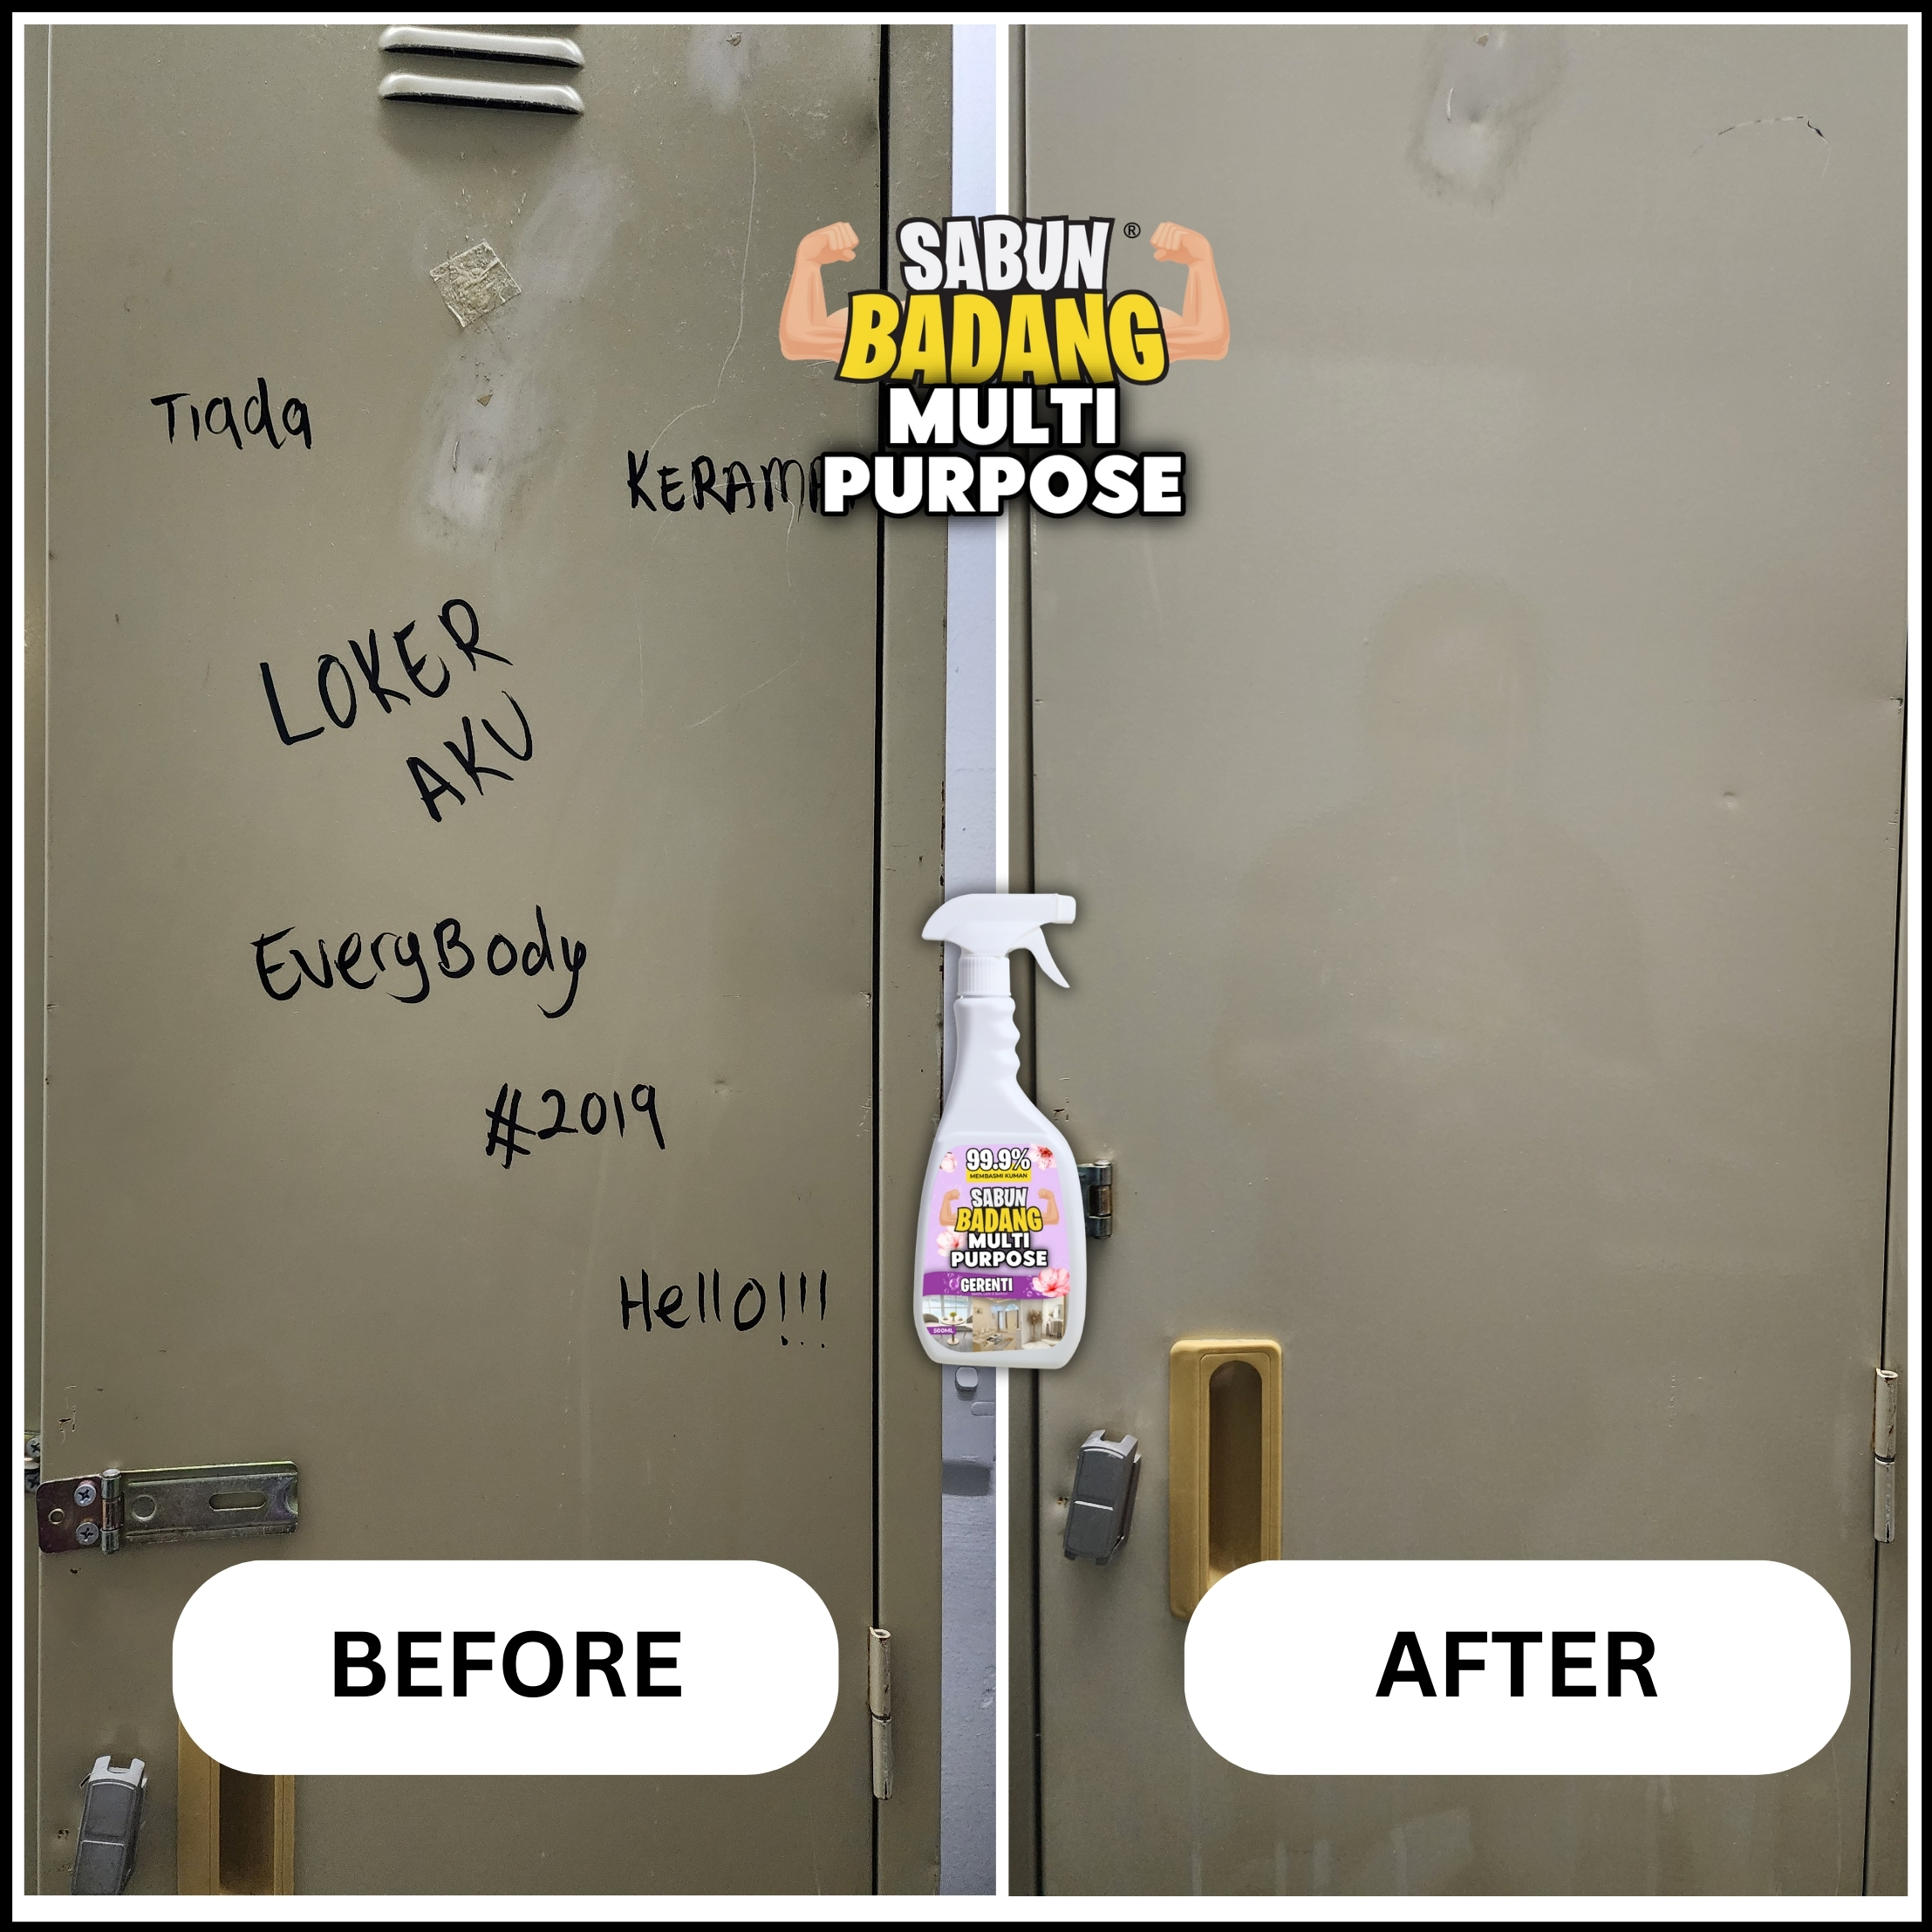 SABUN ®
BADANG
MULTI
PURPOSE
Tiada
LOKER
AKU
EveryBody
#2019
Hello!!!
99.9%
MEMBASMI KUMAN
SABUN
BADANG
MULTI
PURPOSE
GERENTI
500ML
BEFORE
AFTER